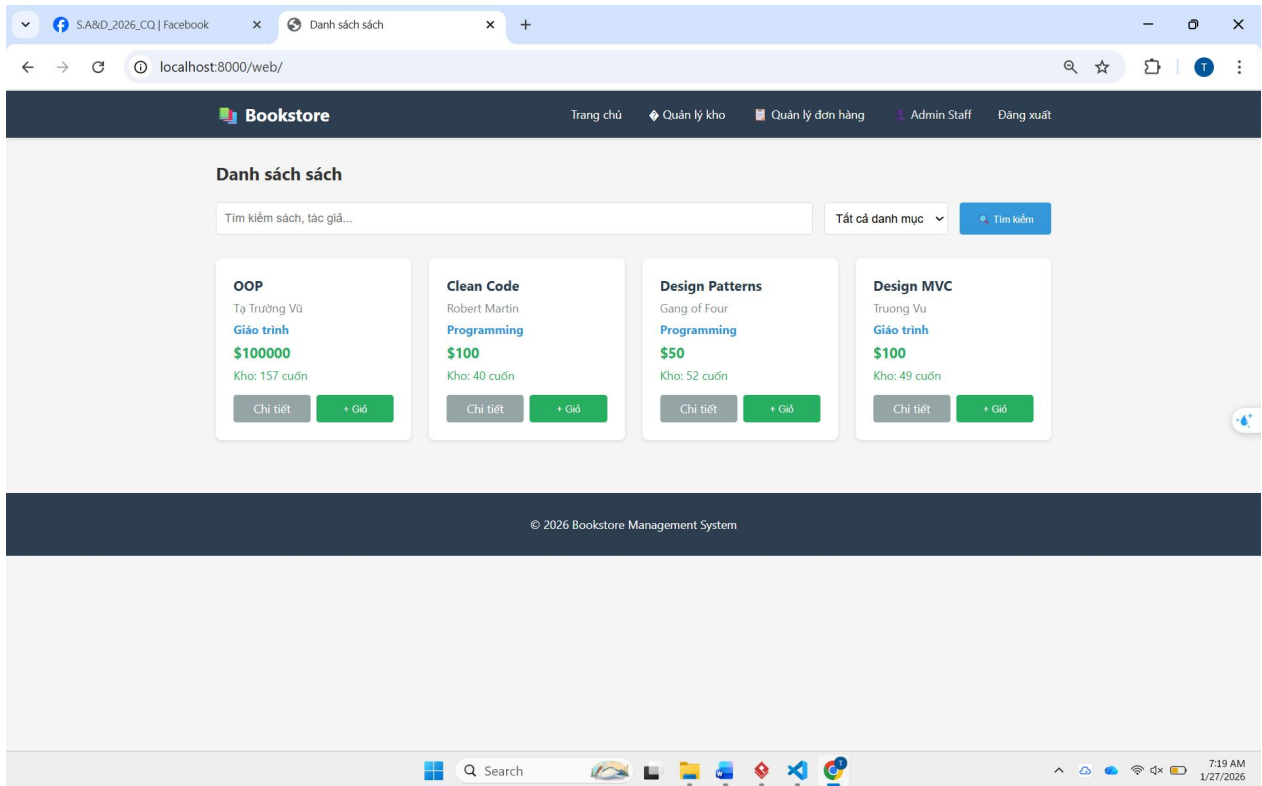 S.A&D_2026_CQ | Facebook
Danh sách sách
localhost:8000/web/
T
Bookstore
Trang chủ
� Quản lý kho
Quản lý đơn hàng
Admin Staff
Đăng xuất
Danh sách sách
Tìm kiếm sách, tác giả...
Tất cả danh mục
Tìm kiếm
OOP
Tạ Trường Vũ
Giáo trình
$100000
Kho: 157 cuốn
Chi tiết
+ Giỏ
Clean Code
Robert Martin
Programming
$100
Kho: 40 cuốn
Chi tiết
+ Giỏ
Design Patterns
Gang of Four
Programming
$50
Kho: 52 cuốn
Chi tiết
+ Giỏ
Design MVC
Truong Vu
Giáo trình
$100
Kho: 49 cuốn
Chi tiết
+ Giỏ
© 2026 Bookstore Management System
Search
7:19 AM
1/27/2026